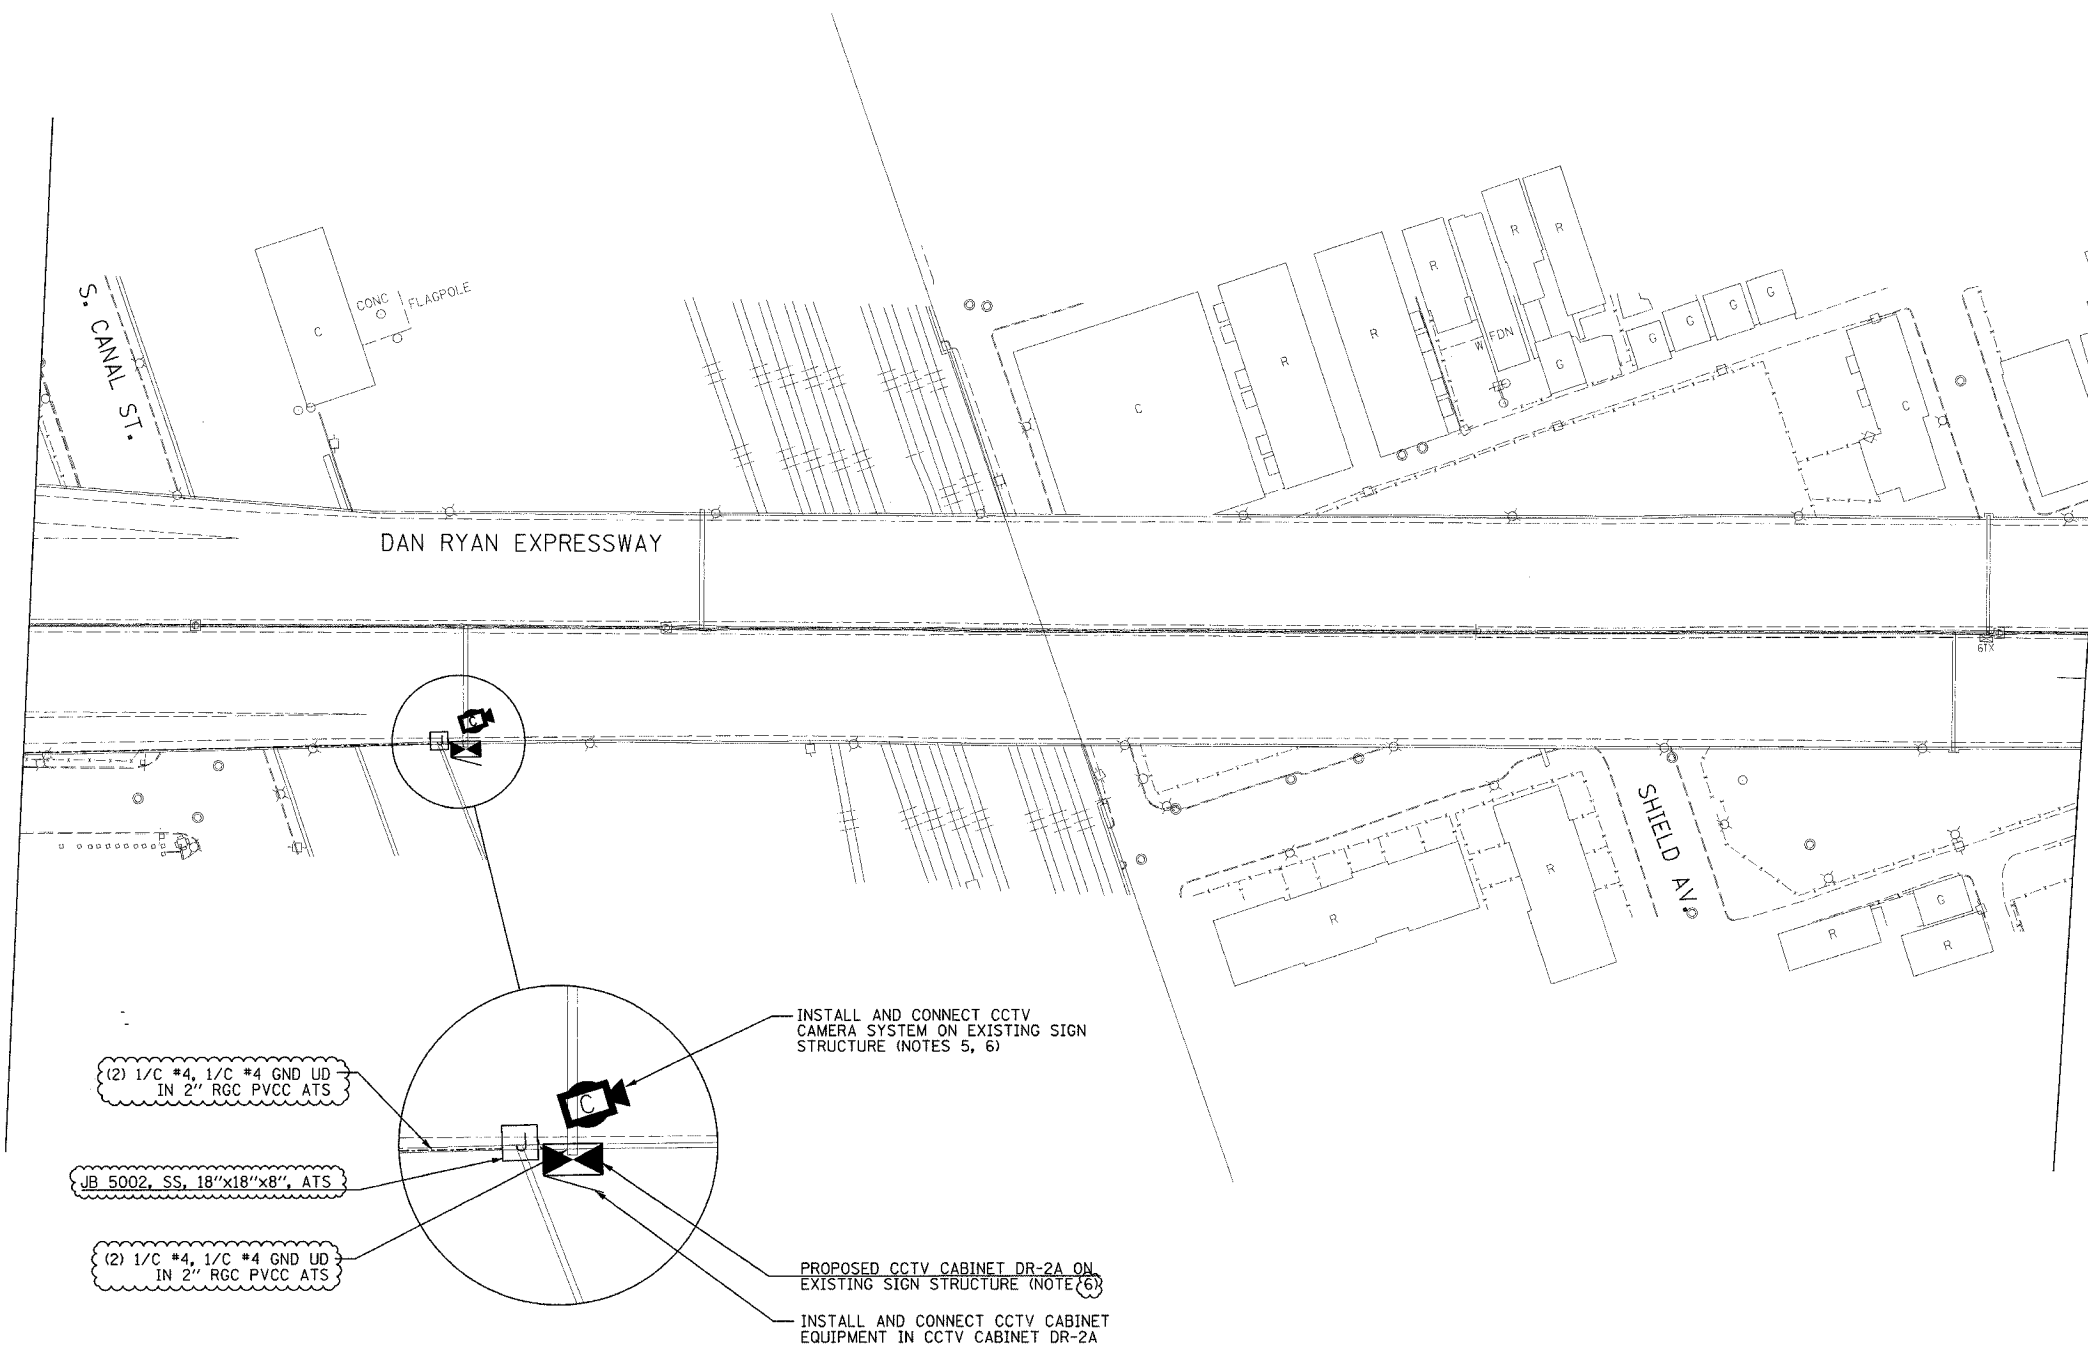 S. CANAL ST.
C
CONC
FLAGPOLE
C
R
R
R
R
R
W FDN
G
G
G
G
G
C
DAN RYAN EXPRESSWAY
6TX
C
J
SHIELD AV.
R
R
R
G
R
INSTALL AND CONNECT CCTV
CAMERA SYSTEM ON EXISTING SIGN
STRUCTURE (NOTES 5, 6)
(2) 1/C #4, 1/C #4 GND UD
IN 2" RGC PVCC ATS
C
J
JB 5002, SS, 18"x18"x8", ATS
(2) 1/C #4, 1/C #4 GND UD
IN 2" RGC PVCC ATS
PROPOSED CCTV CABINET DR-2A ON
EXISTING SIGN STRUCTURE (NOTE 6)
INSTALL AND CONNECT CCTV CABINET
EQUIPMENT IN CCTV CABINET DR-2A